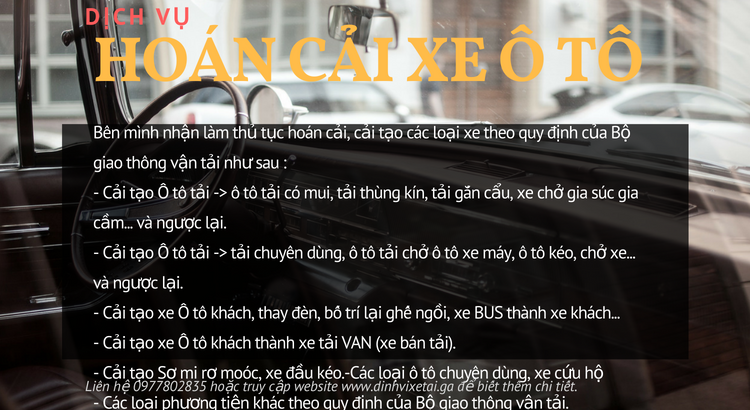 DỊCH VỤ
HOÁN CẢI XE Ô TÔ
Bên mình nhận làm thủ tục hoán cải, cải tạo các loại xe theo quy định của Bộ
giao thông vận tải như sau :
- Cải tạo Ô tô tải -> ô tô tải có mui, tải thùng kín, tải gắn cẩu, xe chở gia súc gia
cầm... và ngược lại.
- Cải tạo Ô tô tải -> tải chuyên dùng, ô tô tải chở ô tô xe máy, ô tô kéo, chở xe...
và ngược lại.
- Cải tạo xe Ô tô khách, thay đèn, bố trí lại ghế ngồi, xe BUS thành xe khách...
- Cải tạo xe Ô tô khách thành xe tải VAN (xe bán tải).
- Cải tạo Sơ mi rơ moóc, xe đầu kéo.-Các loại ô tô chuyên dùng, xe cứu hộ
Liên hệ 0977802835 hoặc truy cập website www.dinhvixetai.ga để biết thêm chi tiết.
- Các loại phương tiện khác theo quy định của Bộ giao thông vận tải.